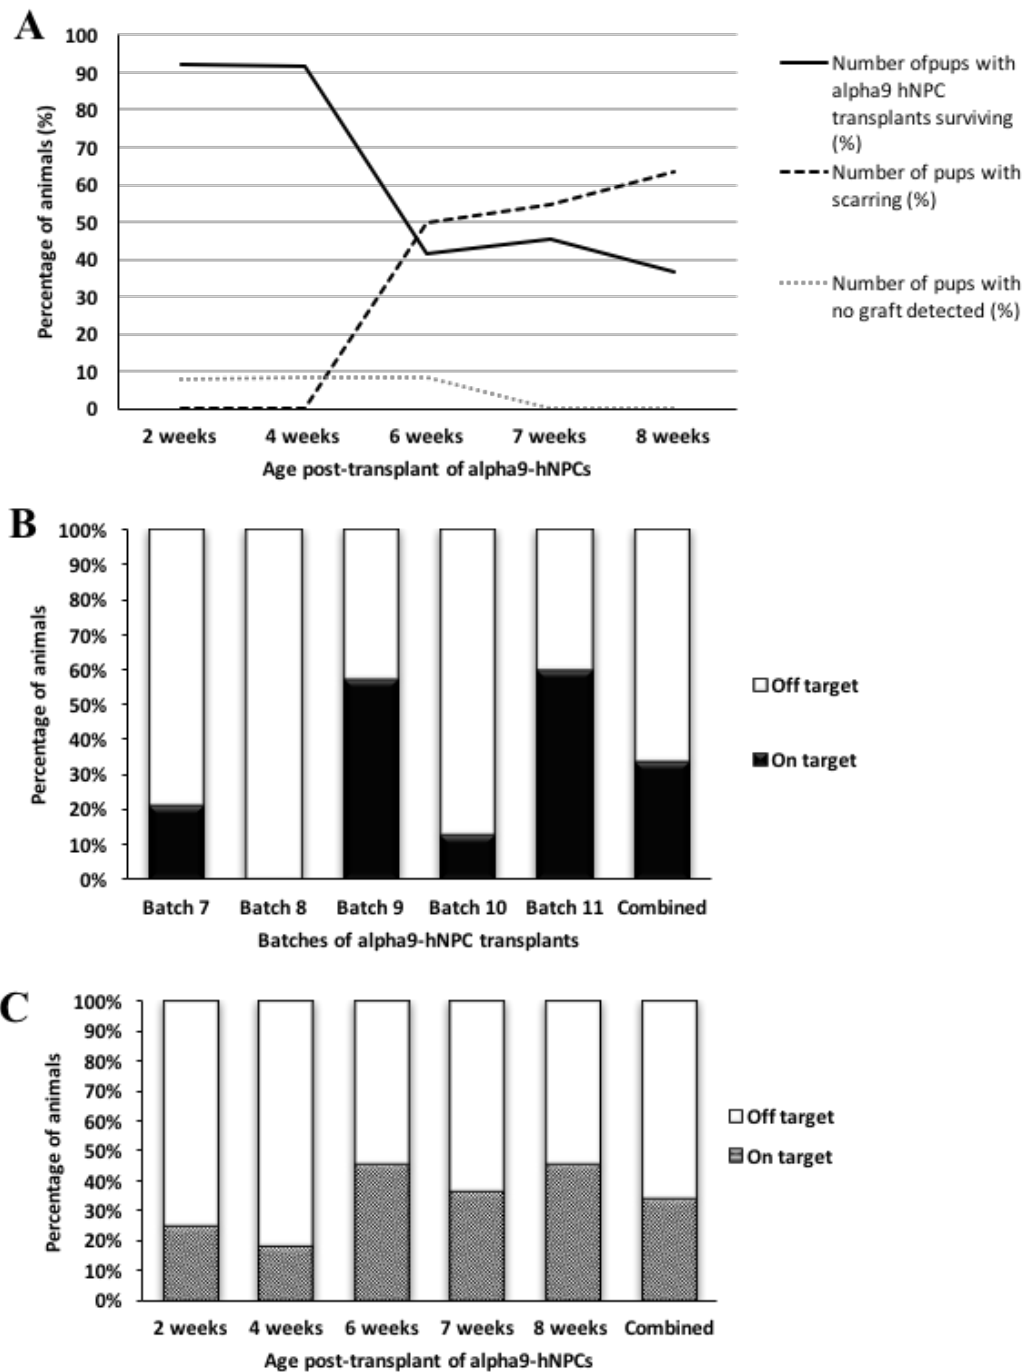 A
100
90
80
70
60
50
40
30
20
10
0
Percentage of animals (%)
2 weeks 4 weeks 6 weeks 7 weeks 8 weeks
Age post-transplant of alpha9-hNPCs
Number ofpups with
alpha9 hNPC
transplants surviving
(%)
Number of pups with
scarring (%)
Number of pups with
no graft detected (%)
B
100%
90%
80%
70%
60%
50%
40%
30%
20%
10%
0%
Percentage of animals
Batch 7 Batch 8 Batch 9 Batch 10 Batch 11 Combined
Batches of alpha9-hNPC transplants
Off target
On target
C
100%
90%
80%
70%
60%
50%
40%
30%
20%
10%
0%
Percentage of animals
2 weeks 4 weeks 6 weeks 7 weeks 8 weeks Combined
Age post-transplant of alpha9-hNPCs
Off target
On target